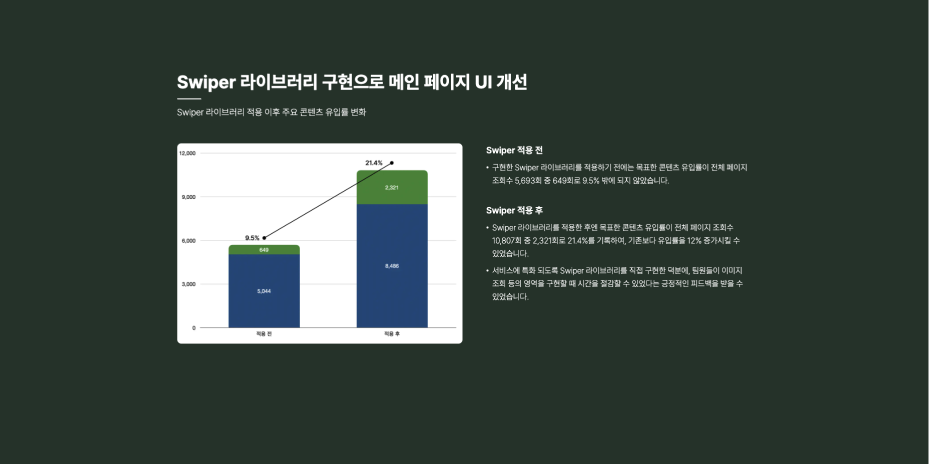 Swiper 라이브러리 구현으로 메인 페이지 UI 개선
Swiper 라이브러리 적용 이후 주요 콘텐츠 유입률 변화
12,000
9,000
6,000
3,000
0
9.5%
649
5,044
적용 전
21.4%
2,321
8,486
적용 후
Swiper 적용 전
• 구현한 Swiper 라이브러리를 적용하기 전에는 목표한 콘텐츠 유입률이 전체 페이지
조회수 5,693회 중 649회로 9.5% 밖에 되지 않았습니다.
Swiper 적용 후
• Swiper 라이브러리를 적용한 후엔 목표한 콘텐츠 유입률이 전체 페이지 조회수
10,807회 중 2,321회로 21.4%를 기록하여, 기존보다 유입률을 12% 증가시킬 수
있었습니다.
• 서비스에 특화 되도록 Swiper 라이브러리를 직접 구현한 덕분에, 팀원들이 이미지
조회 등의 영역을 구현할 때 시간을 절감할 수 있었다는 긍정적인 피드백을 받을 수
있었습니다.